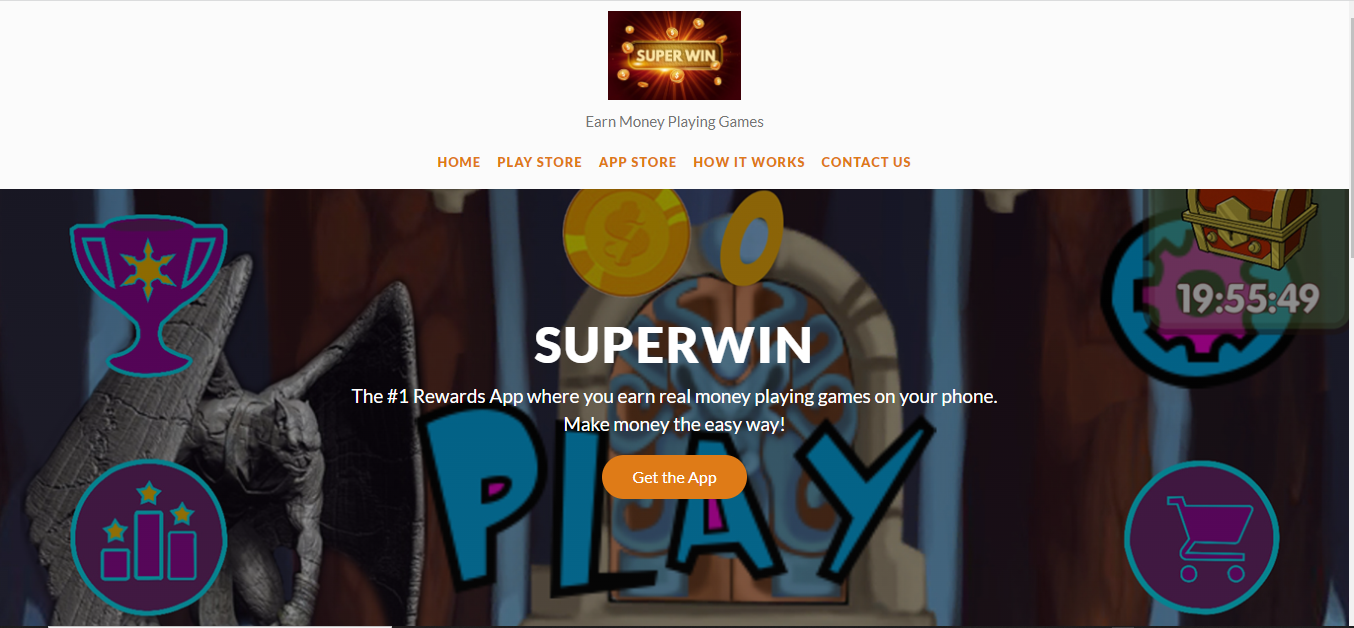 SUPER WIN
Earn Money Playing Games
HOME PLAY STORE APP STORE HOW IT WORKS CONTACT US
0
19:55:49
SUPERWIN
The #1 Rewards App where you earn real money playing games on your phone.
Make money the easy way!
Get the App
PLAY